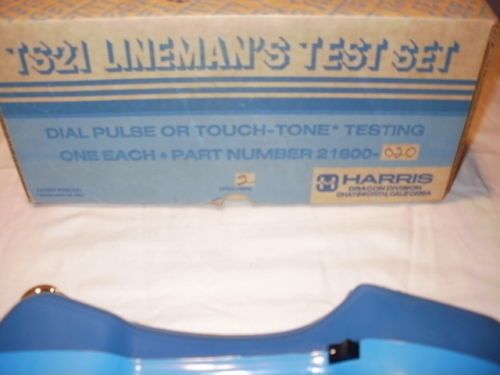 TS21 LINEMAN'S TEST SET
DIAL PULSE OR TOUCH-TONE* TESTING
ONE EACH • PART NUMBER 21800-020
2
HARRIS
DRACON DIVISION
CHATSWORTH, CALIFORNIA